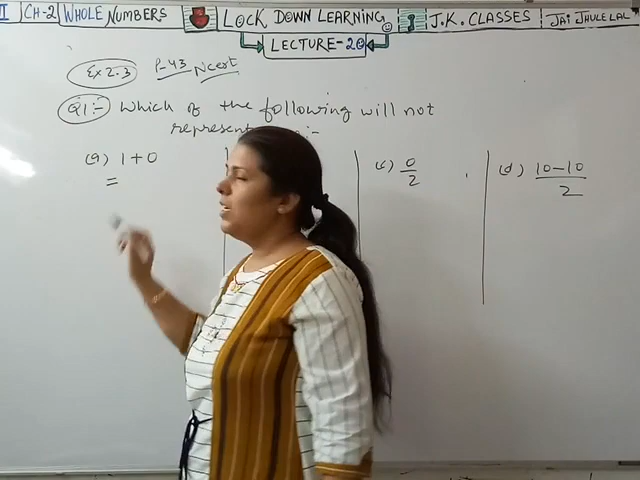 II CH-2 WHOLE NUMBERS LOCK DOWN LEARNING J.K. CLASSES JAI JHULELAL
LECTURE-20
Ex 2.3 P-43 Ncert
Q1:- Which of the following will not
represent :-
(a) 1+0
=
(c) 0/2
(d) 10-10/2